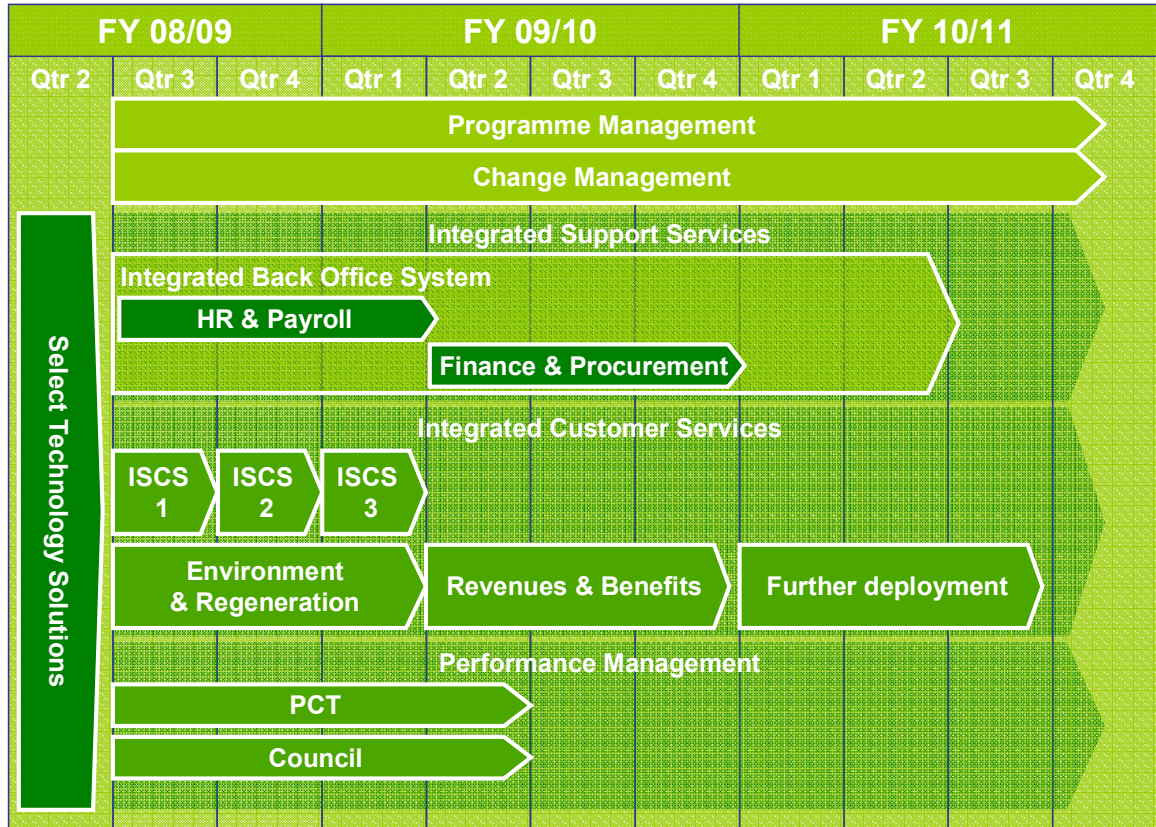 FY 08/09 FY 09/10 FY 10/11
Qtr 2 Qtr 3 Qtr 4 Qtr 1 Qtr 2 Qtr 3 Qtr 4 Qtr 1 Qtr 2 Qtr 3 Qtr 4
Programme Management
Change Management
Select Technology Solutions
Integrated Support Services
Integrated Back Office System
HR & Payroll
Finance & Procurement
Integrated Customer Services
ISCS
1
ISCS
2
ISCS
3
Environment
& Regeneration
Revenues & Benefits
Further deployment
Performance Management
PCT
Council